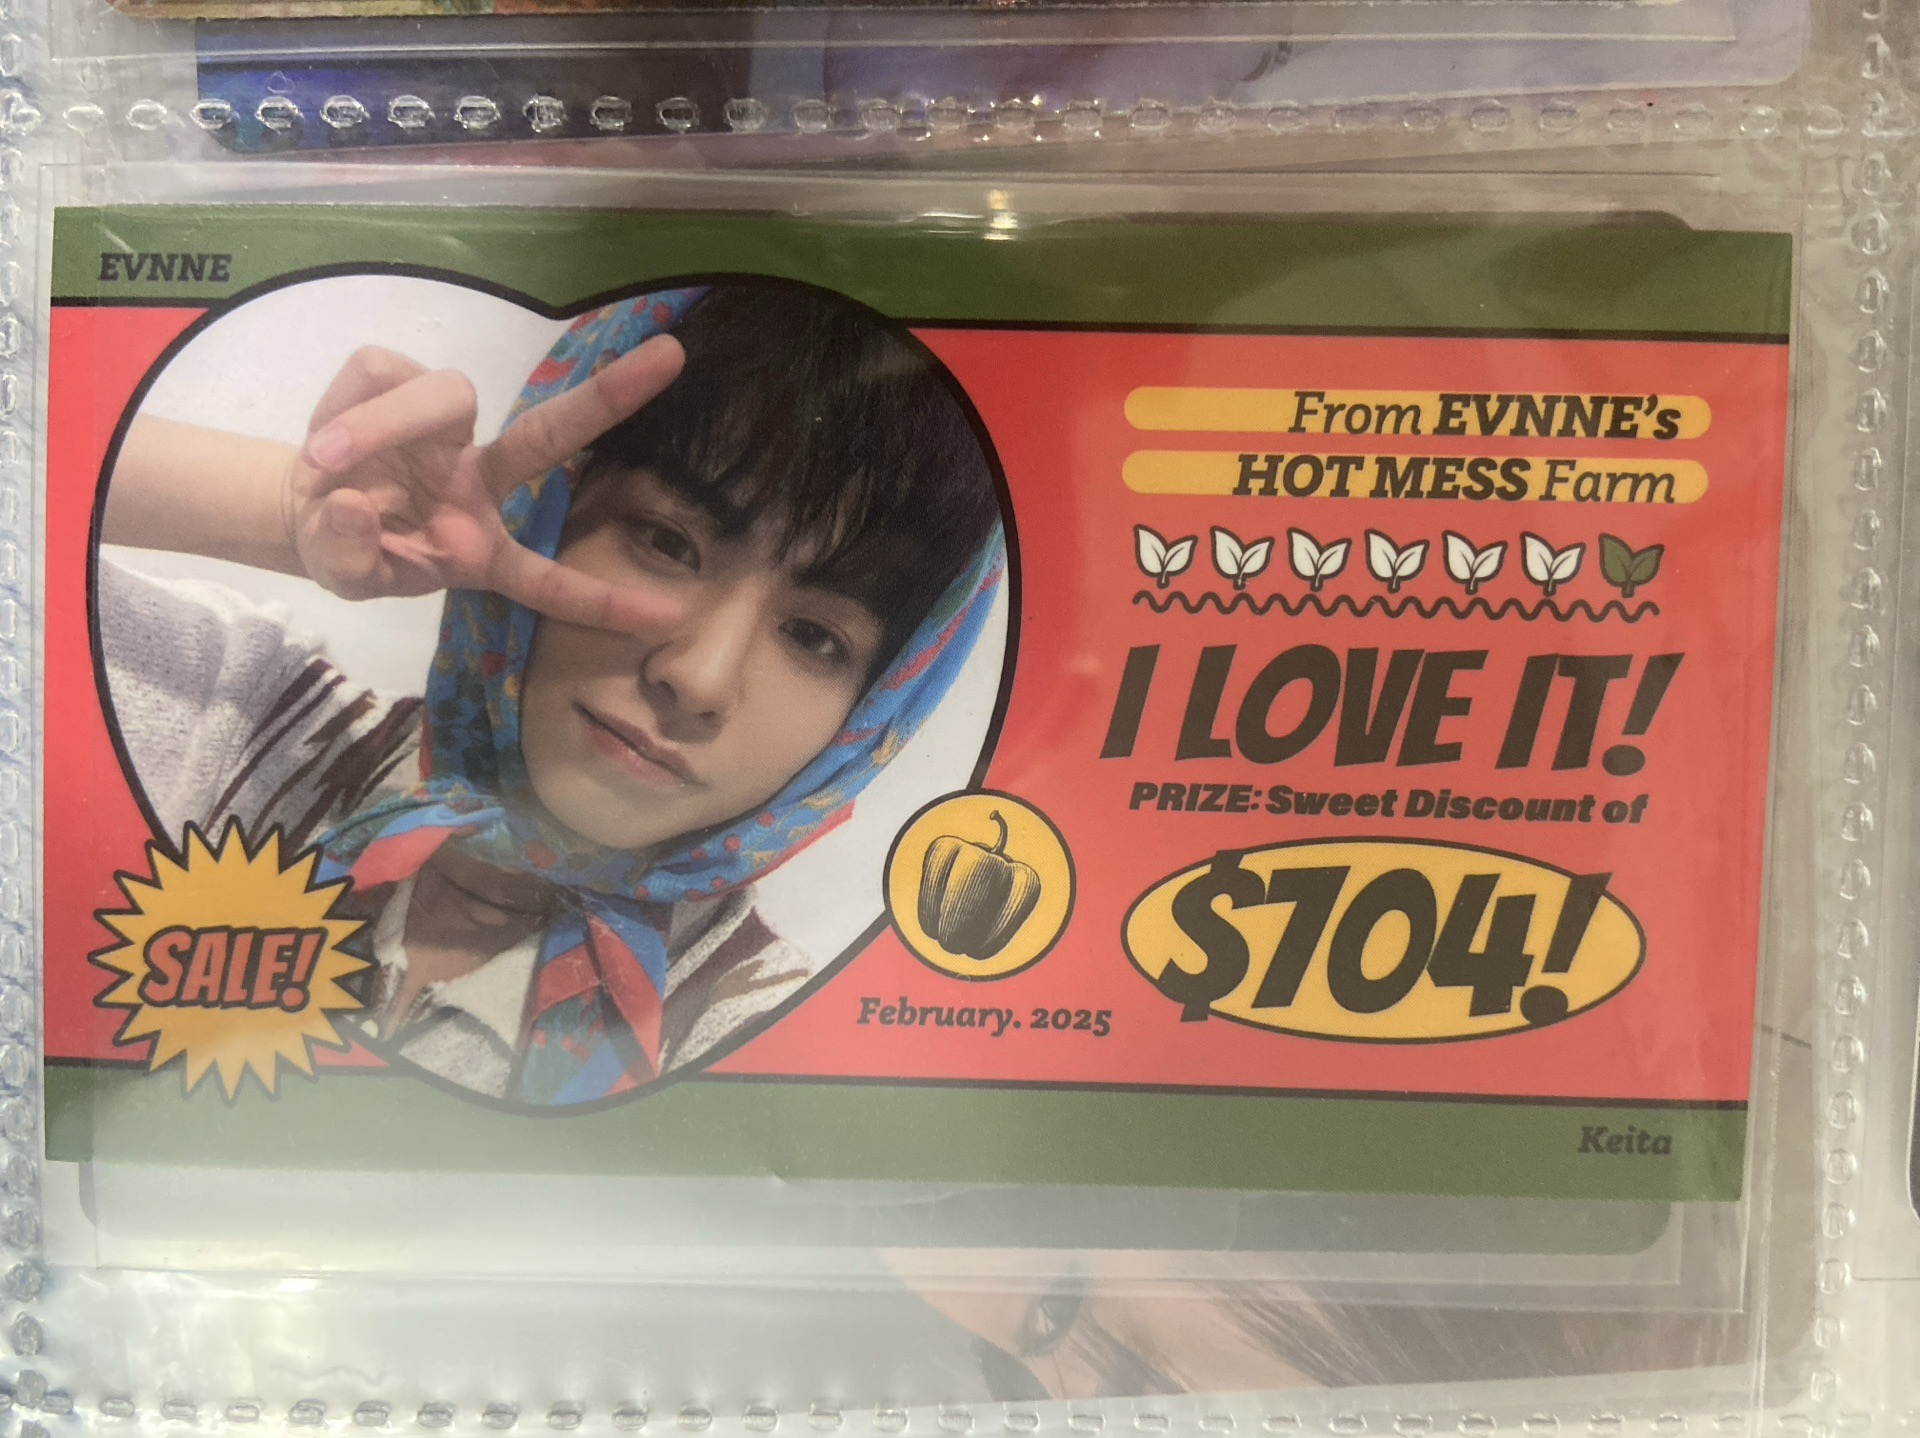 EVNNE
From EVNNE's
HOT MESS Farm
I LOVE IT!
PRIZE: Sweet Discount of
$704!
SALE!
February. 2025
Keita